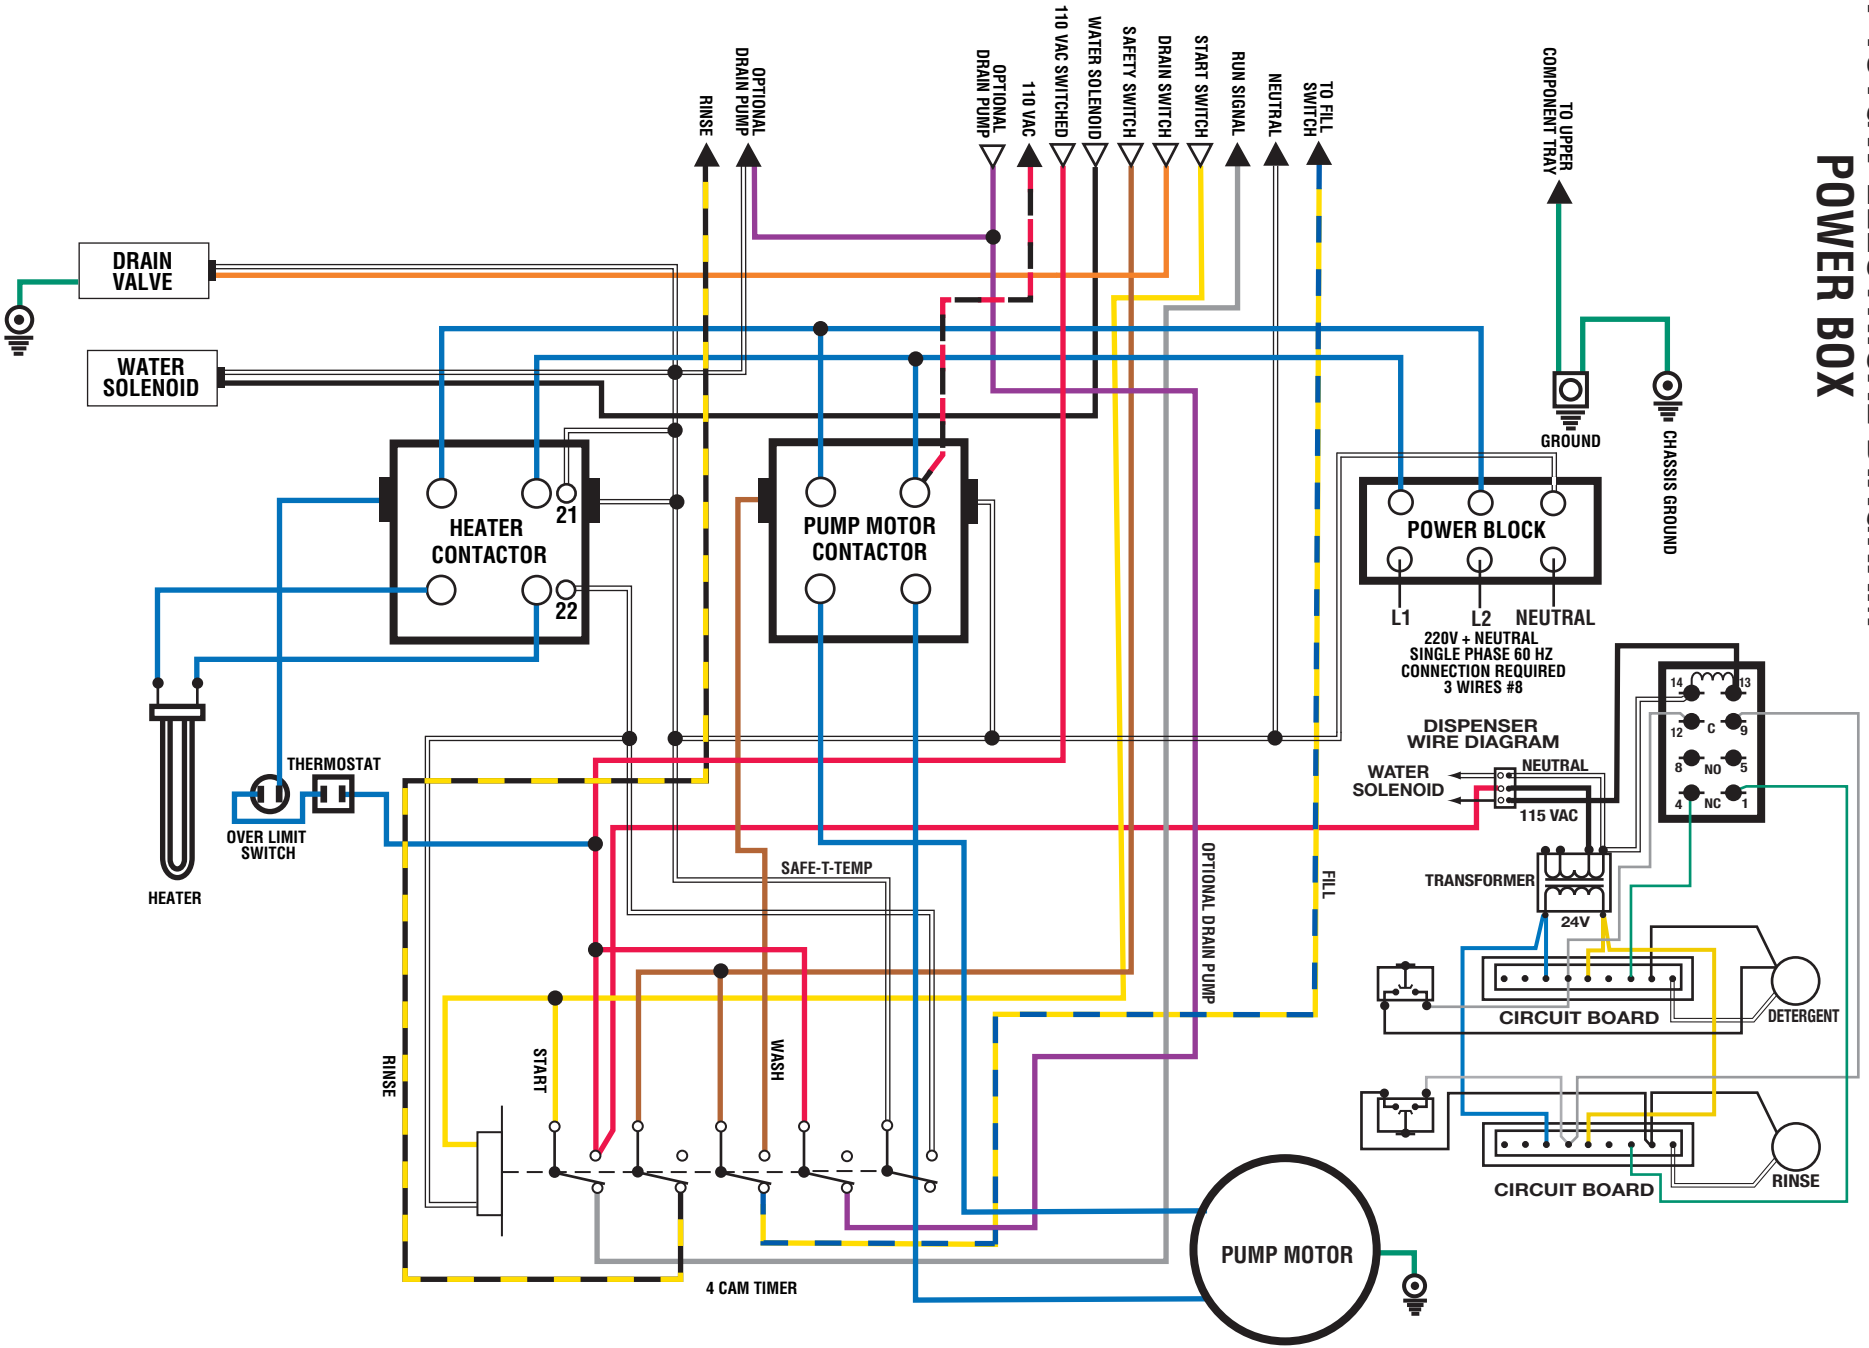 POWER BOX
RINSE
OPTIONAL
DRAIN PUMP
OPTIONAL
DRAIN PUMP
110 VAC
110 VAC SWITCHED
WATER SOLENOID
SAFETY SWITCH
DRAIN SWITCH
START SWITCH
RUN SIGNAL
NEUTRAL
TO FILL
SWITCH
TO UPPER
COMPONENT TRAY
DRAIN
VALVE
WATER
SOLENOID
GROUND
CHASSIS GROUND
21
HEATER
CONTACTOR
22
PUMP MOTOR
CONTACTOR
POWER BLOCK
L1
L2
NEUTRAL
220V + NEUTRAL
SINGLE PHASE 60 HZ
CONNECTION REQUIRED
3 WIRES #8
14
13
12
C
9
8
NO
5
4
NC
1
DISPENSER
WIRE DIAGRAM
NEUTRAL
WATER
SOLENOID
115 VAC
THERMOSTAT
OVER LIMIT
SWITCH
HEATER
SAFE-T-TEMP
OPTIONAL DRAIN PUMP
FILL
TRANSFORMER
24V
CIRCUIT BOARD
DETERGENT
RINSE
START
WASH
CIRCUIT BOARD
RINSE
4 CAM TIMER
PUMP MOTOR